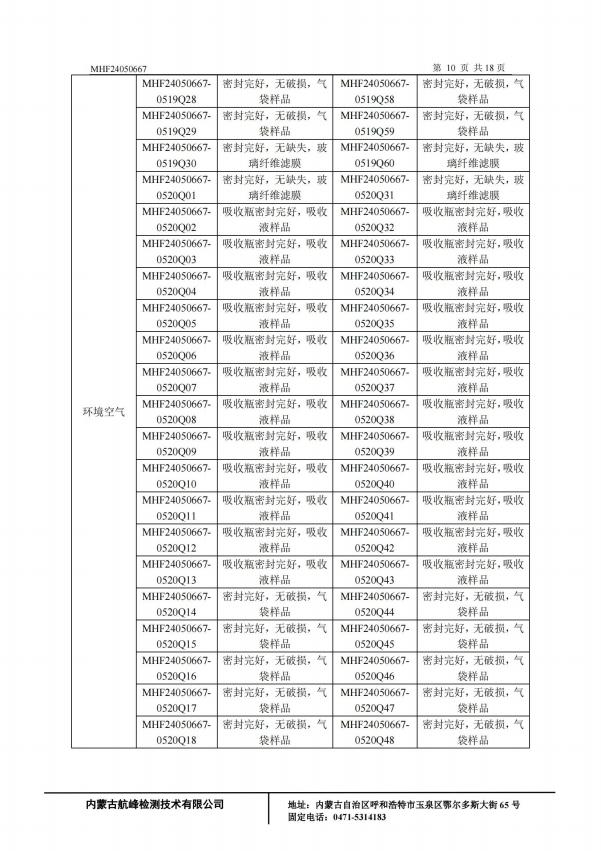 MHF24050667
第 10 页 共18 页
环境空气
MHF24050667- 密封完好，无破损，气 MHF24050667- 密封完好，无破损，气
0519Q28 袋样品 0519Q58 袋样品
MHF24050667- 密封完好，无破损，气 MHF24050667- 密封完好，无破损，气
0519Q29 袋样品 0519Q59 袋样品
MHF24050667- 密封完好，无缺失，玻 MHF24050667- 密封完好，无缺失，玻
0519Q30 璃纤维滤膜 0519Q60 璃纤维滤膜
MHF24050667- 密封完好，无缺失，玻 MHF24050667- 密封完好，无缺失，玻
0520Q01 璃纤维滤膜 0520Q31 璃纤维滤膜
MHF24050667- 吸收瓶密封完好，吸收 MHF24050667- 吸收瓶密封完好，吸收
0520Q02 液样品 0520Q32 液样品
MHF24050667- 吸收瓶密封完好，吸收 MHF24050667- 吸收瓶密封完好，吸收
0520Q03 液样品 0520Q33 液样品
MHF24050667- 吸收瓶密封完好，吸收 MHF24050667- 吸收瓶密封完好，吸收
0520Q04 液样品 0520Q34 液样品
MHF24050667- 吸收瓶密封完好，吸收 MHF24050667- 吸收瓶密封完好，吸收
0520Q05 液样品 0520Q35 液样品
MHF24050667- 吸收瓶密封完好，吸收 MHF24050667- 吸收瓶密封完好，吸收
0520Q06 液样品 0520Q36 液样品
MHF24050667- 吸收瓶密封完好，吸收 MHF24050667- 吸收瓶密封完好，吸收
0520Q07 液样品 0520Q37 液样品
MHF24050667- 吸收瓶密封完好，吸收 MHF24050667- 吸收瓶密封完好，吸收
0520Q08 液样品 0520Q38 液样品
MHF24050667- 吸收瓶密封完好，吸收 MHF24050667- 吸收瓶密封完好，吸收
0520Q09 液样品 0520Q39 液样品
MHF24050667- 吸收瓶密封完好，吸收 MHF24050667- 吸收瓶密封完好，吸收
0520Q10 液样品 0520Q40 液样品
MHF24050667- 吸收瓶密封完好，吸收 MHF24050667- 吸收瓶密封完好，吸收
0520Q11 液样品 0520Q41 液样品
MHF24050667- 吸收瓶密封完好，吸收 MHF24050667- 吸收瓶密封完好，吸收
0520Q12 液样品 0520Q42 液样品
MHF24050667- 吸收瓶密封完好，吸收 MHF24050667- 吸收瓶密封完好，吸收
0520Q13 液样品 0520Q43 液样品
MHF24050667- 密封完好，无破损，气 MHF24050667- 密封完好，无破损，气
0520Q14 袋样品 0520Q44 袋样品
MHF24050667- 密封完好，无破损，气 MHF24050667- 密封完好，无破损，气
0520Q15 袋样品 0520Q45 袋样品
MHF24050667- 密封完好，无破损，气 MHF24050667- 密封完好，无破损，气
0520Q16 袋样品 0520Q46 袋样品
MHF24050667- 密封完好，无破损，气 MHF24050667- 密封完好，无破损，气
0520Q17 袋样品 0520Q47 袋样品
MHF24050667- 密封完好，无破损，气 MHF24050667- 密封完好，无破损，气
0520Q18 袋样品 0520Q48 袋样品
内蒙古航峰检测技术有限公司
地址：内蒙古自治区呼和浩特市玉泉区鄂尔多斯大街 65 号
固定电话：0471-5314183